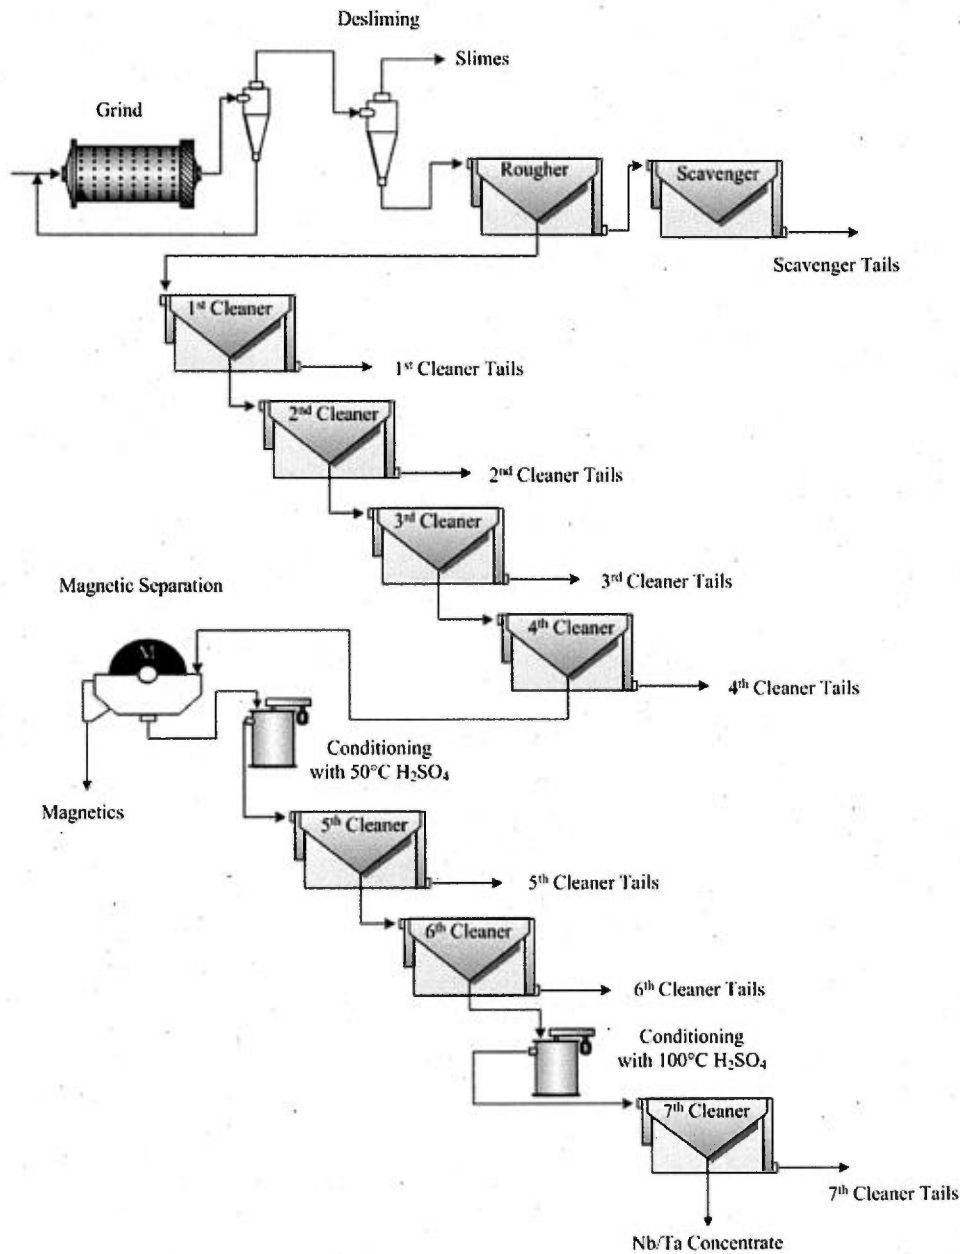 Desliming
Slimes
Grind
Rougher
Scavenger
Scavenger Tails
1st Cleaner
1st Cleaner Tails
2nd Cleaner
2nd Cleaner Tails
3rd Cleaner
3rd Cleaner Tails
Magnetic Separation
4th Cleaner
M
4th Cleaner Tails
Conditioning
with 50°C H₂SO₄
Magnetics
5th Cleaner
5th Cleaner Tails
6th Cleaner
6th Cleaner Tails
Conditioning
with 100°C H₂SO₄
7th Cleaner
7th Cleaner Tails
Nb/Ta Concentrate